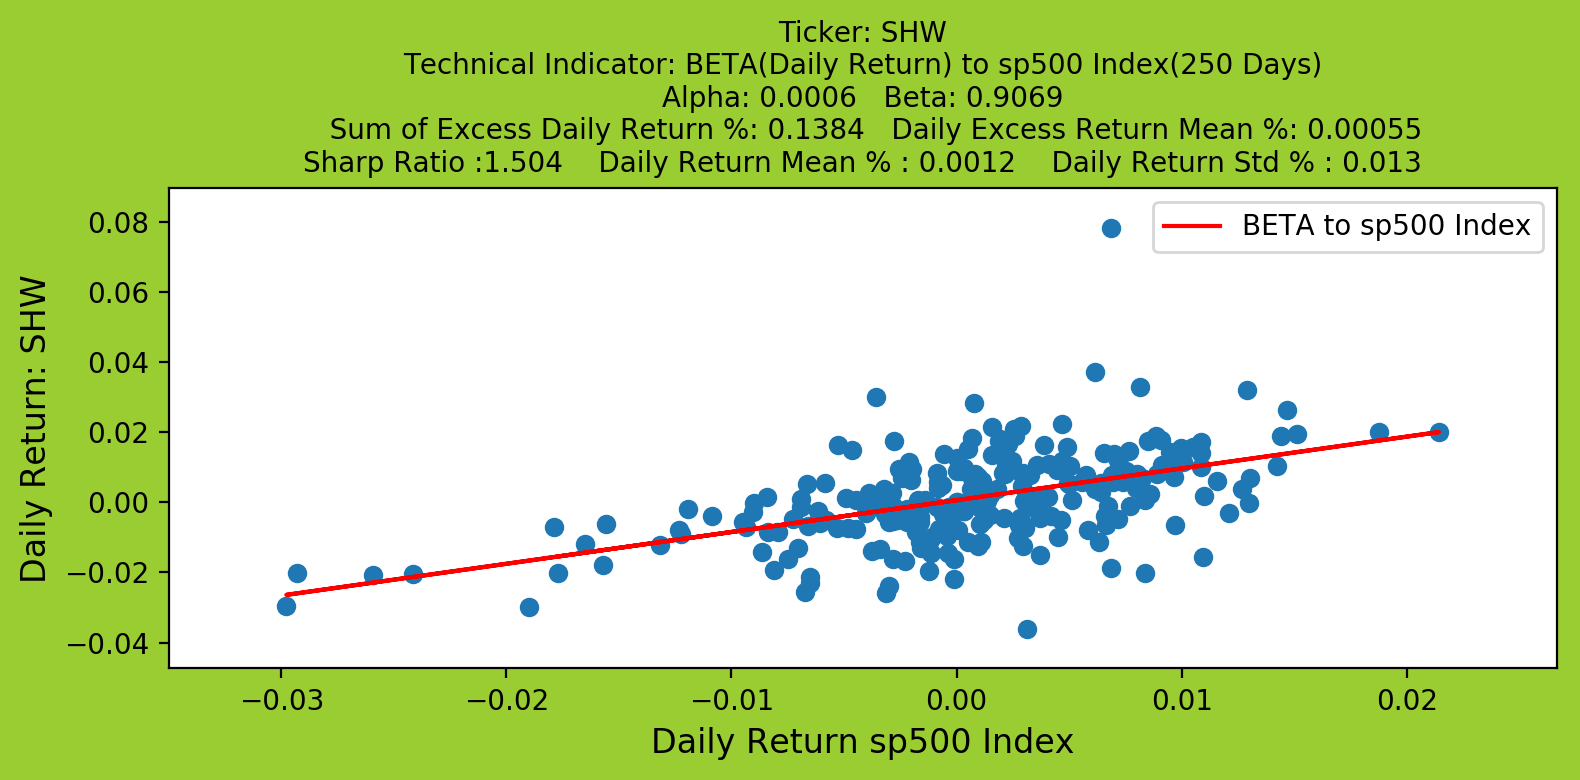 Ticker: SHW
Technical Indicator: BETA(Daily Return) to sp500 Index(250 Days)
Alpha: 0.0006   Beta: 0.9069
Sum of Excess Daily Return %: 0.1384   Daily Excess Return Mean %: 0.00055
Sharp Ratio :1.504    Daily Return Mean % : 0.0012    Daily Return Std % : 0.013
BETA to sp500 Index
Daily Return: SHW
0.08
0.06
0.04
0.02
0.00
−0.02
−0.04
−0.03
−0.02
−0.01
0.00
0.01
0.02
Daily Return sp500 Index